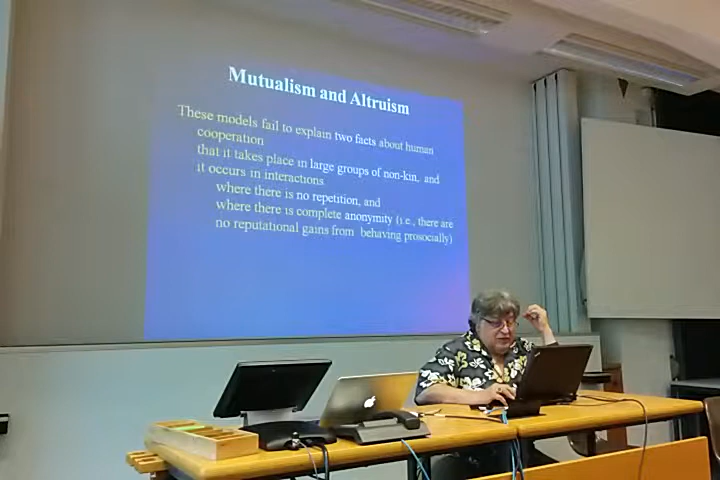 Mutualism and Altruism
These models fail to explain two facts about human
cooperation
that it takes place in large groups of non-kin, and
it occurs in interactions
where there is no repetition, and
where there is complete anonymity (i.e., there are
no reputational gains from behaving prosocially)